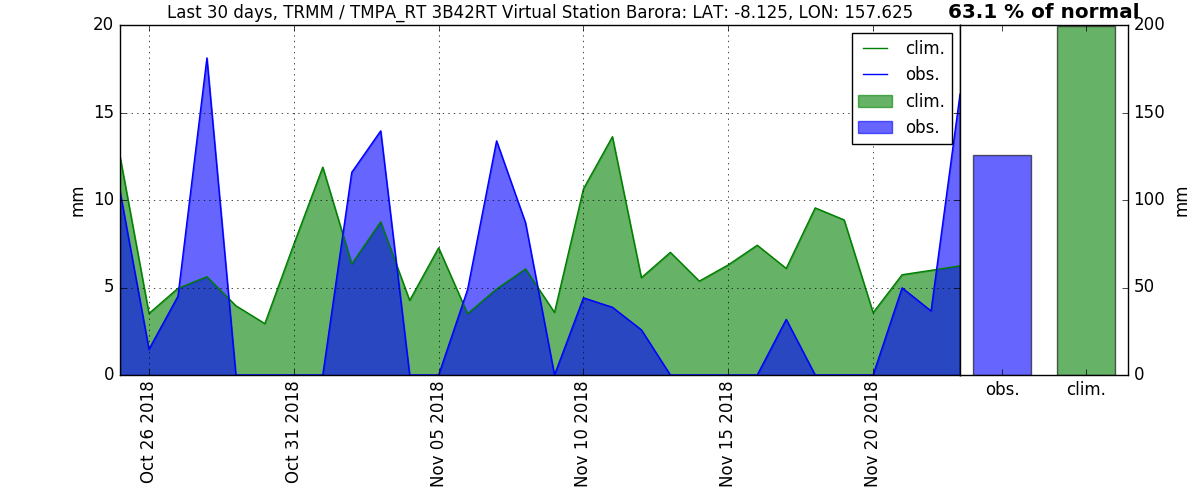 Last 30 days, TRMM / TMPA_RT 3B42RT Virtual Station Barora: LAT: -8.125, LON: 157.625
63.1 % of normal
20
15
10
5
0
mm
clim.
obs.
clim.
obs.
200
150
100
50
0
mm
obs.
clim.
Oct 26 2018
Oct 31 2018
Nov 05 2018
Nov 10 2018
Nov 15 2018
Nov 20 2018